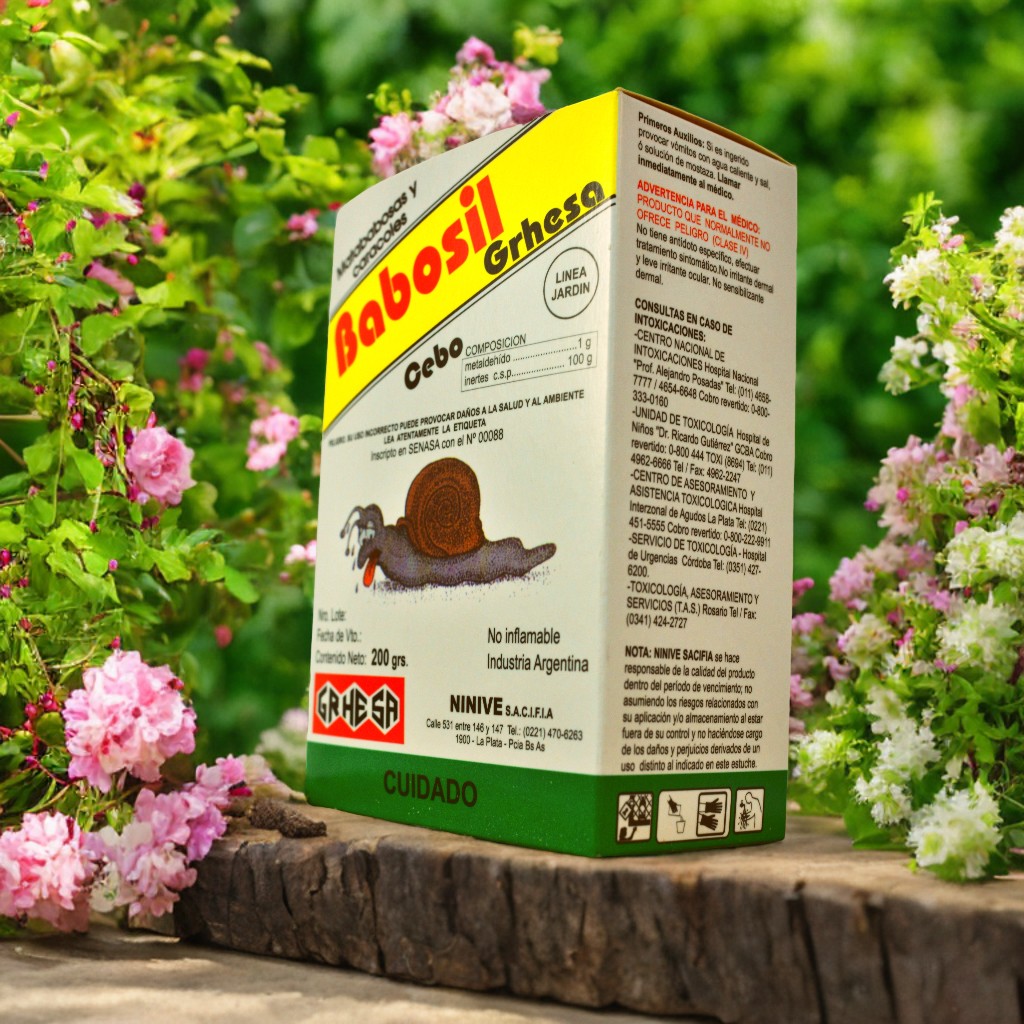 Matababosas y
caracoles
Babosil
Grhesa
LINEA
JARDIN
Cebo
COMPOSICION
metaldehído ......................1 g
inertes c.s.p.................. 100 g
PELIGRO. SU USO INCORRECTO PUEDE PROVOCAR DAÑOS A LA SALUD Y AL AMBIENTE
LEA ATENTAMENTE LA ETIQUETA
Inscripto en SENASA con el Nº 00088
Nro. Lote:
Fecha de Vto.:
Contenido Neto: 200 grs.
No inflamable
Industria Argentina
GRHESA
NINIVE S.A.C.I.F.I.A
Calle 531 entre 146 y 147 Tel.: (0221) 470-6263
1900 - La Plata - Pcia Bs As
CUIDADO
Primeros Auxilios: Si es ingerido
provocar vómitos con agua caliente y sal,
ó solución de mostaza. Llamar
inmediatamente al médico.
ADVERTENCIA PARA EL MÉDICO:
PRODUCTO QUE NORMALMENTE NO
OFRECE PELIGRO (CLASE IV)
No tiene antídoto específico, efectuar
tratamiento sintomático.No irritante dermal
y leve irritante ocular. No sensibilizante
dermal.
CONSULTAS EN CASO DE
INTOXICACIONES:
-CENTRO NACIONAL DE
INTOXICACIONES Hospital Nacional
"Prof. Alejandro Posadas" Tel: (011) 4658-
7777 / 4654-6648 Cobro revertido: 0-800-
333-0160
-UNIDAD DE TOXICOLOGÍA Hospital de
Niños "Dr. Ricardo Gutiérrez" GCBA Cobro
revertido: 0-800 444 TOXi (8694) Tel: (011)
4962-6666 Tel / Fax: 4962-2247
-CENTRO DE ASESORAMIENTO Y
ASISTENCIA TOXICOLOGICA Hospital
Interzonal de Agudos La Plata Tel: (0221)
451-5555 Cobro revertido: 0-800-222-9911
-SERVICIO DE TOXICOLOGÍA - Hospital
de Urgencias Córdoba Tel: (0351) 427-
6200.
-TOXICOLOGÍA, ASESORAMIENTO Y
SERVICIOS (T.A.S.) Rosario Tel / Fax:
(0341) 424-2727
NOTA: NINIVE SACIFIA se hace
responsable de la calidad del producto
dentro del período de vencimiento; no
asumiendo los riesgos relacionados con
su aplicación y/o almacenamiento al estar
fuera de su control y no haciéndose cargo
de los daños y perjuicios derivados de un
uso distinto al indicado en este estuche.